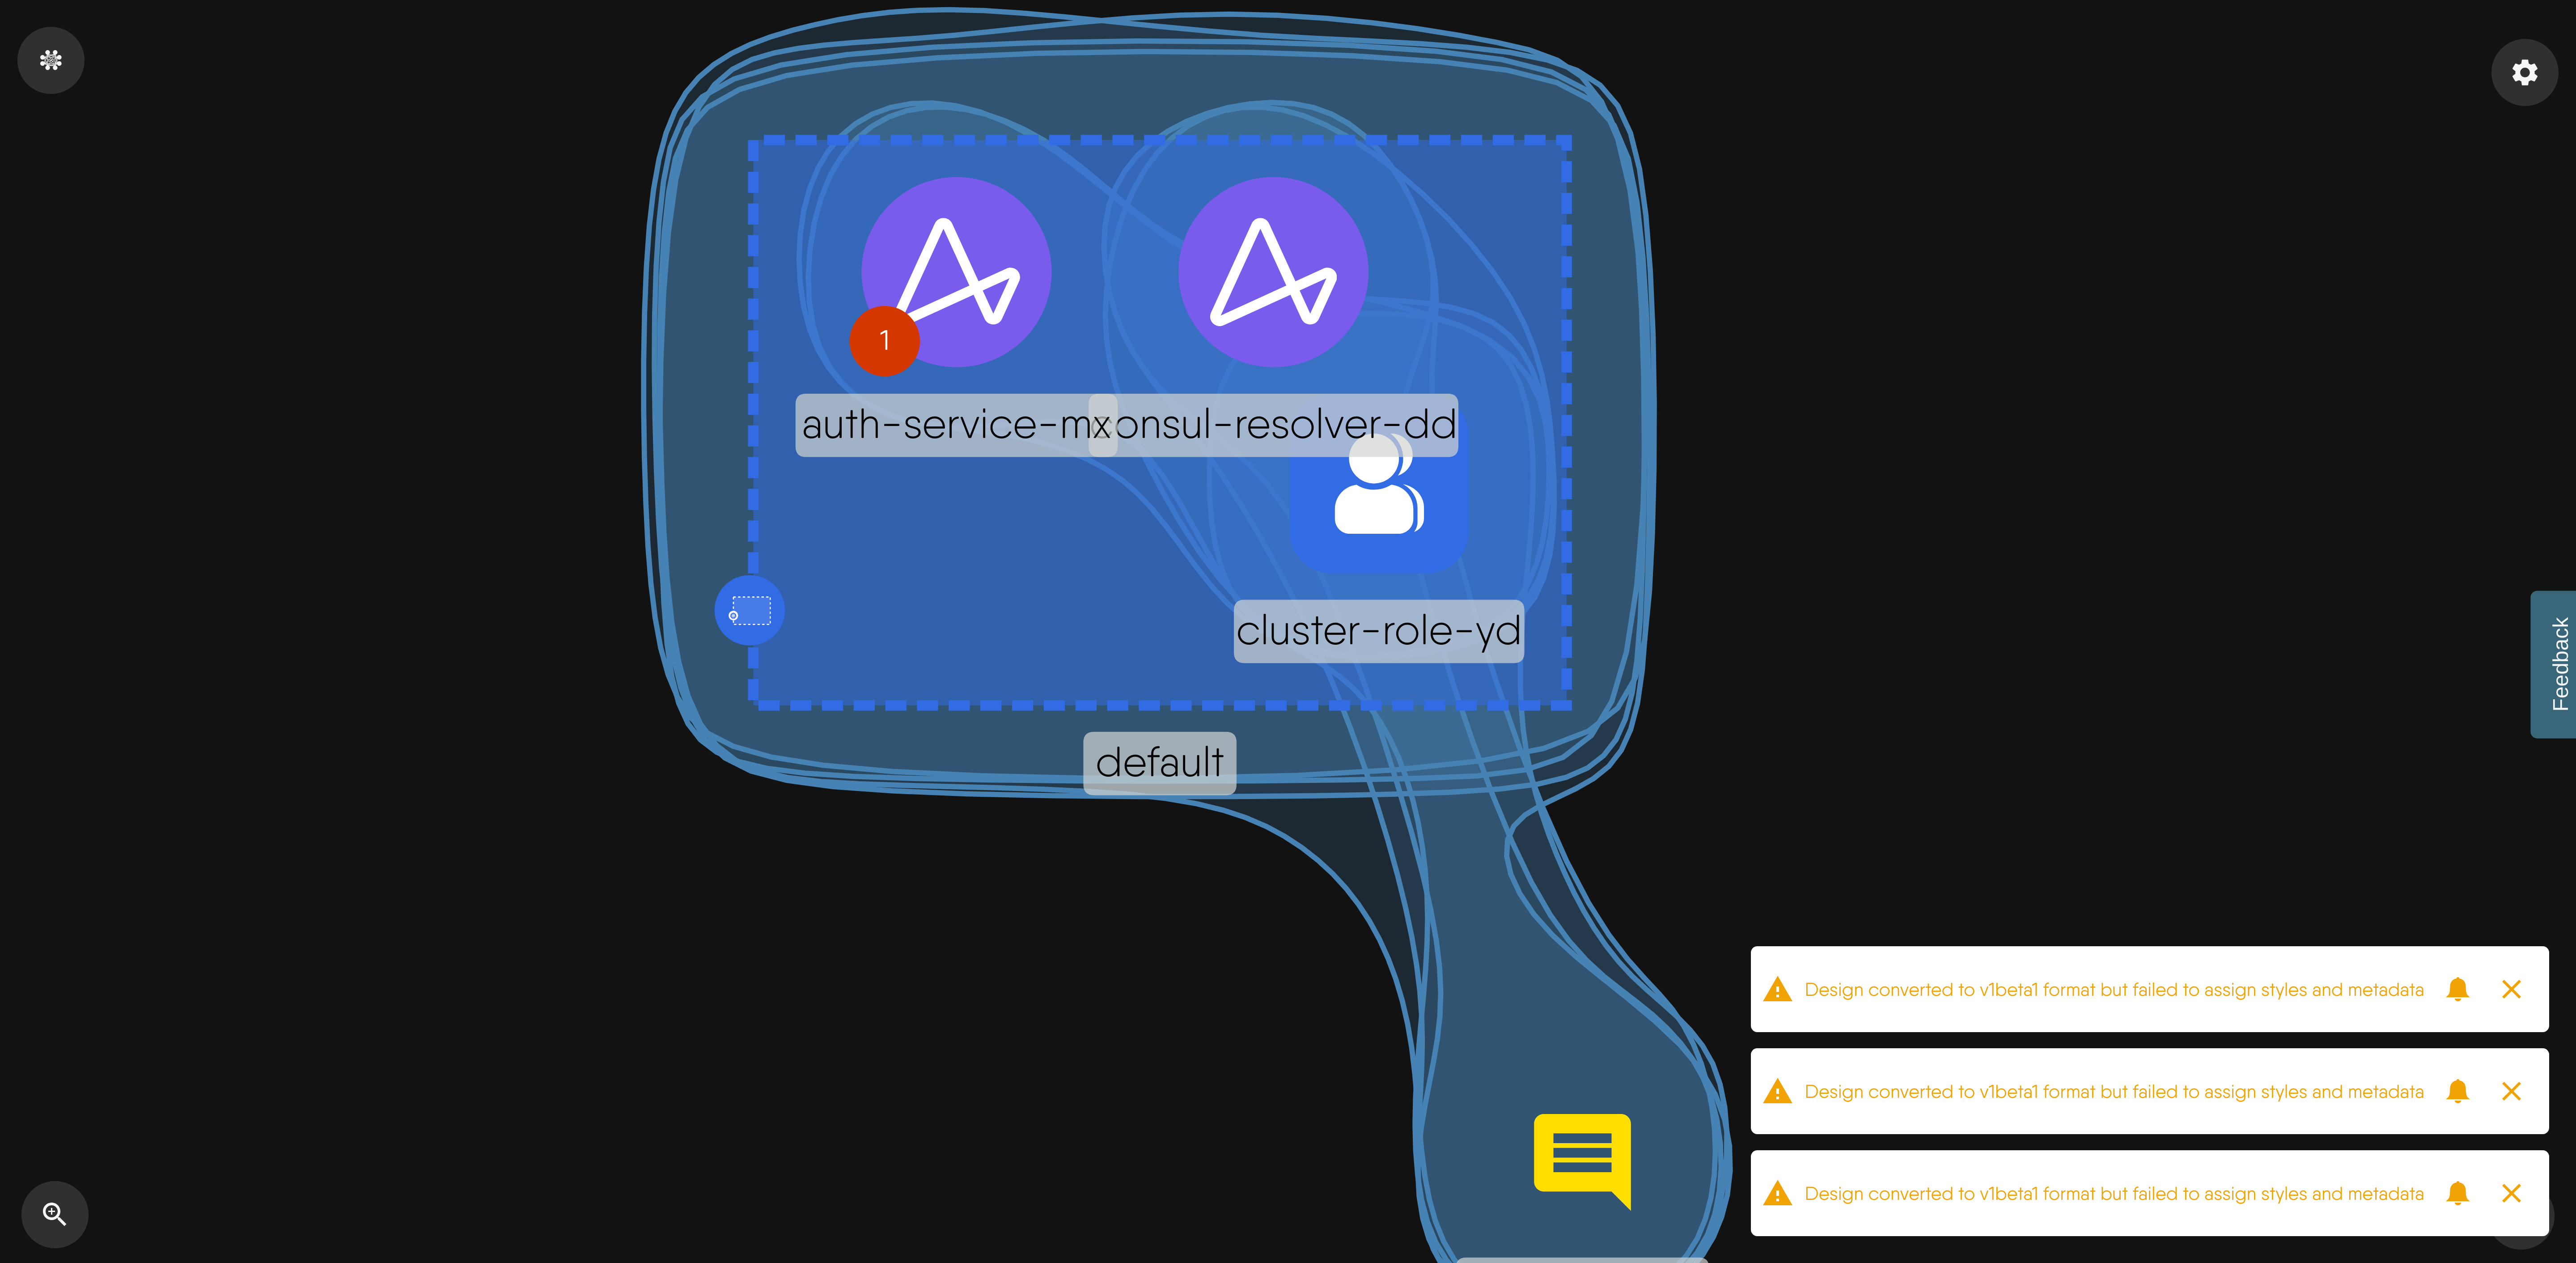 1
auth-service-mx
onsul-resolver-dd
cluster-role-yd
default
Feedback
Design converted to v1beta1 format but failed to assign styles and metadata
Design converted to v1beta1 format but failed to assign styles and metadata
Design converted to v1beta1 format but failed to assign styles and metadata